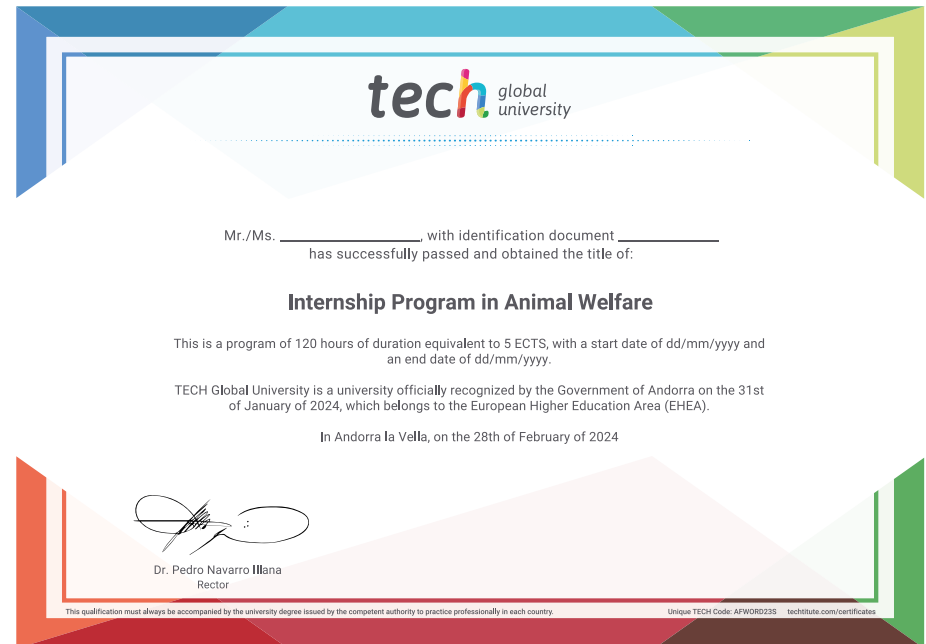 tech global university
Mr./Ms. ______________, with identification document __________
has successfully passed and obtained the title of:
Internship Program in Animal Welfare
This is a program of 120 hours of duration equivalent to 5 ECTS, with a start date of dd/mm/yyyy and
an end date of dd/mm/yyyy.
TECH Global University is a university officially recognized by the Government of Andorra on the 31st
of January of 2024, which belongs to the European Higher Education Area (EHEA).
In Andorra la Vella, on the 28th of February of 2024
Dr. Pedro Navarro Illana
Rector
This qualification must always be accompanied by the university degree issued by the competent authority to practice professionally in each country.
Unique TECH Code: AFWORD23S techtitute.com/certificates